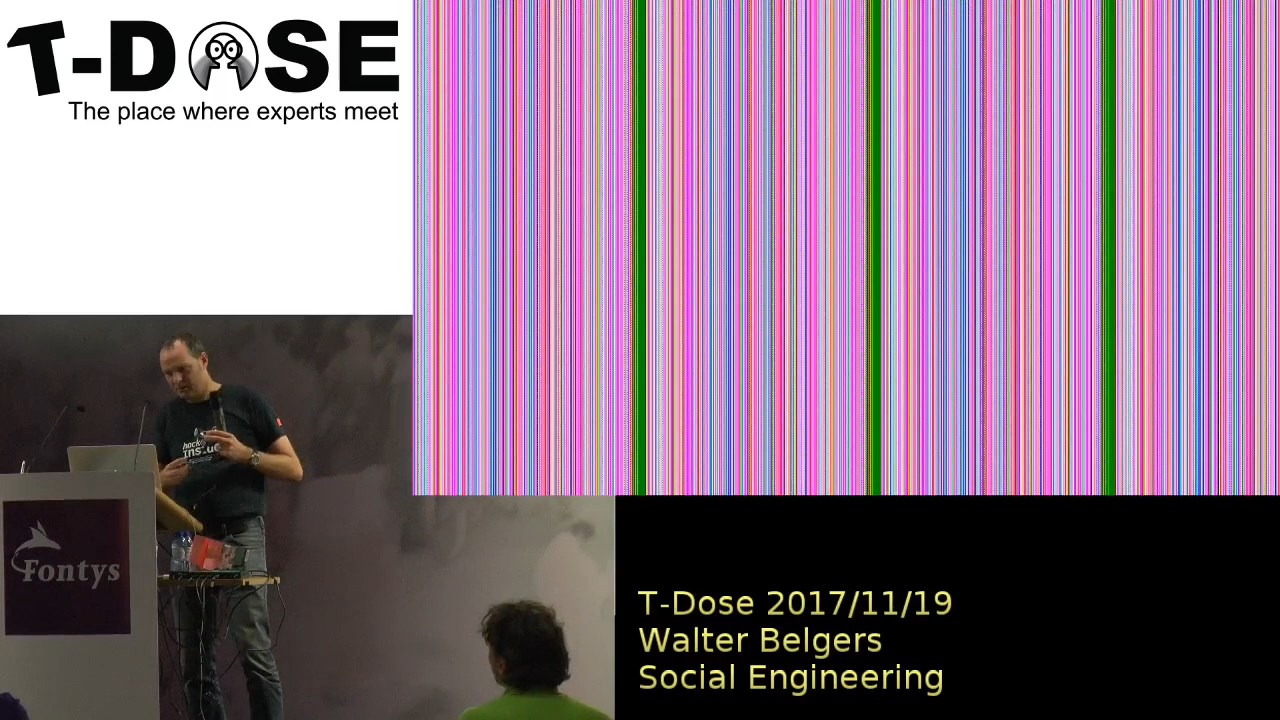 T-DOSE
The place where experts meet
Fontys
T-Dose 2017/11/19
Walter Belgers
Social Engineering